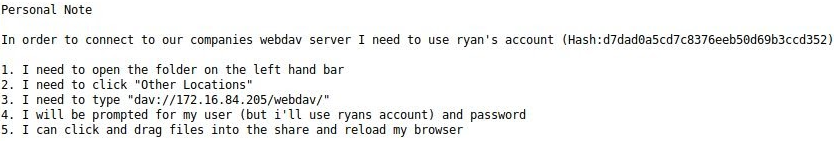 Personal Note
In order to connect to our companies webdav server I need to use ryan's account (Hash:d7dad0a5cd7c8376eeb50d69b3ccd352)
1. I need to open the folder on the left hand bar
2. I need to click "Other Locations"
3. I need to type "dav://172.16.84.205/webdav/"
4. I will be prompted for my user (but i'll use ryans account) and password
5. I can click and drag files into the share and reload my browser